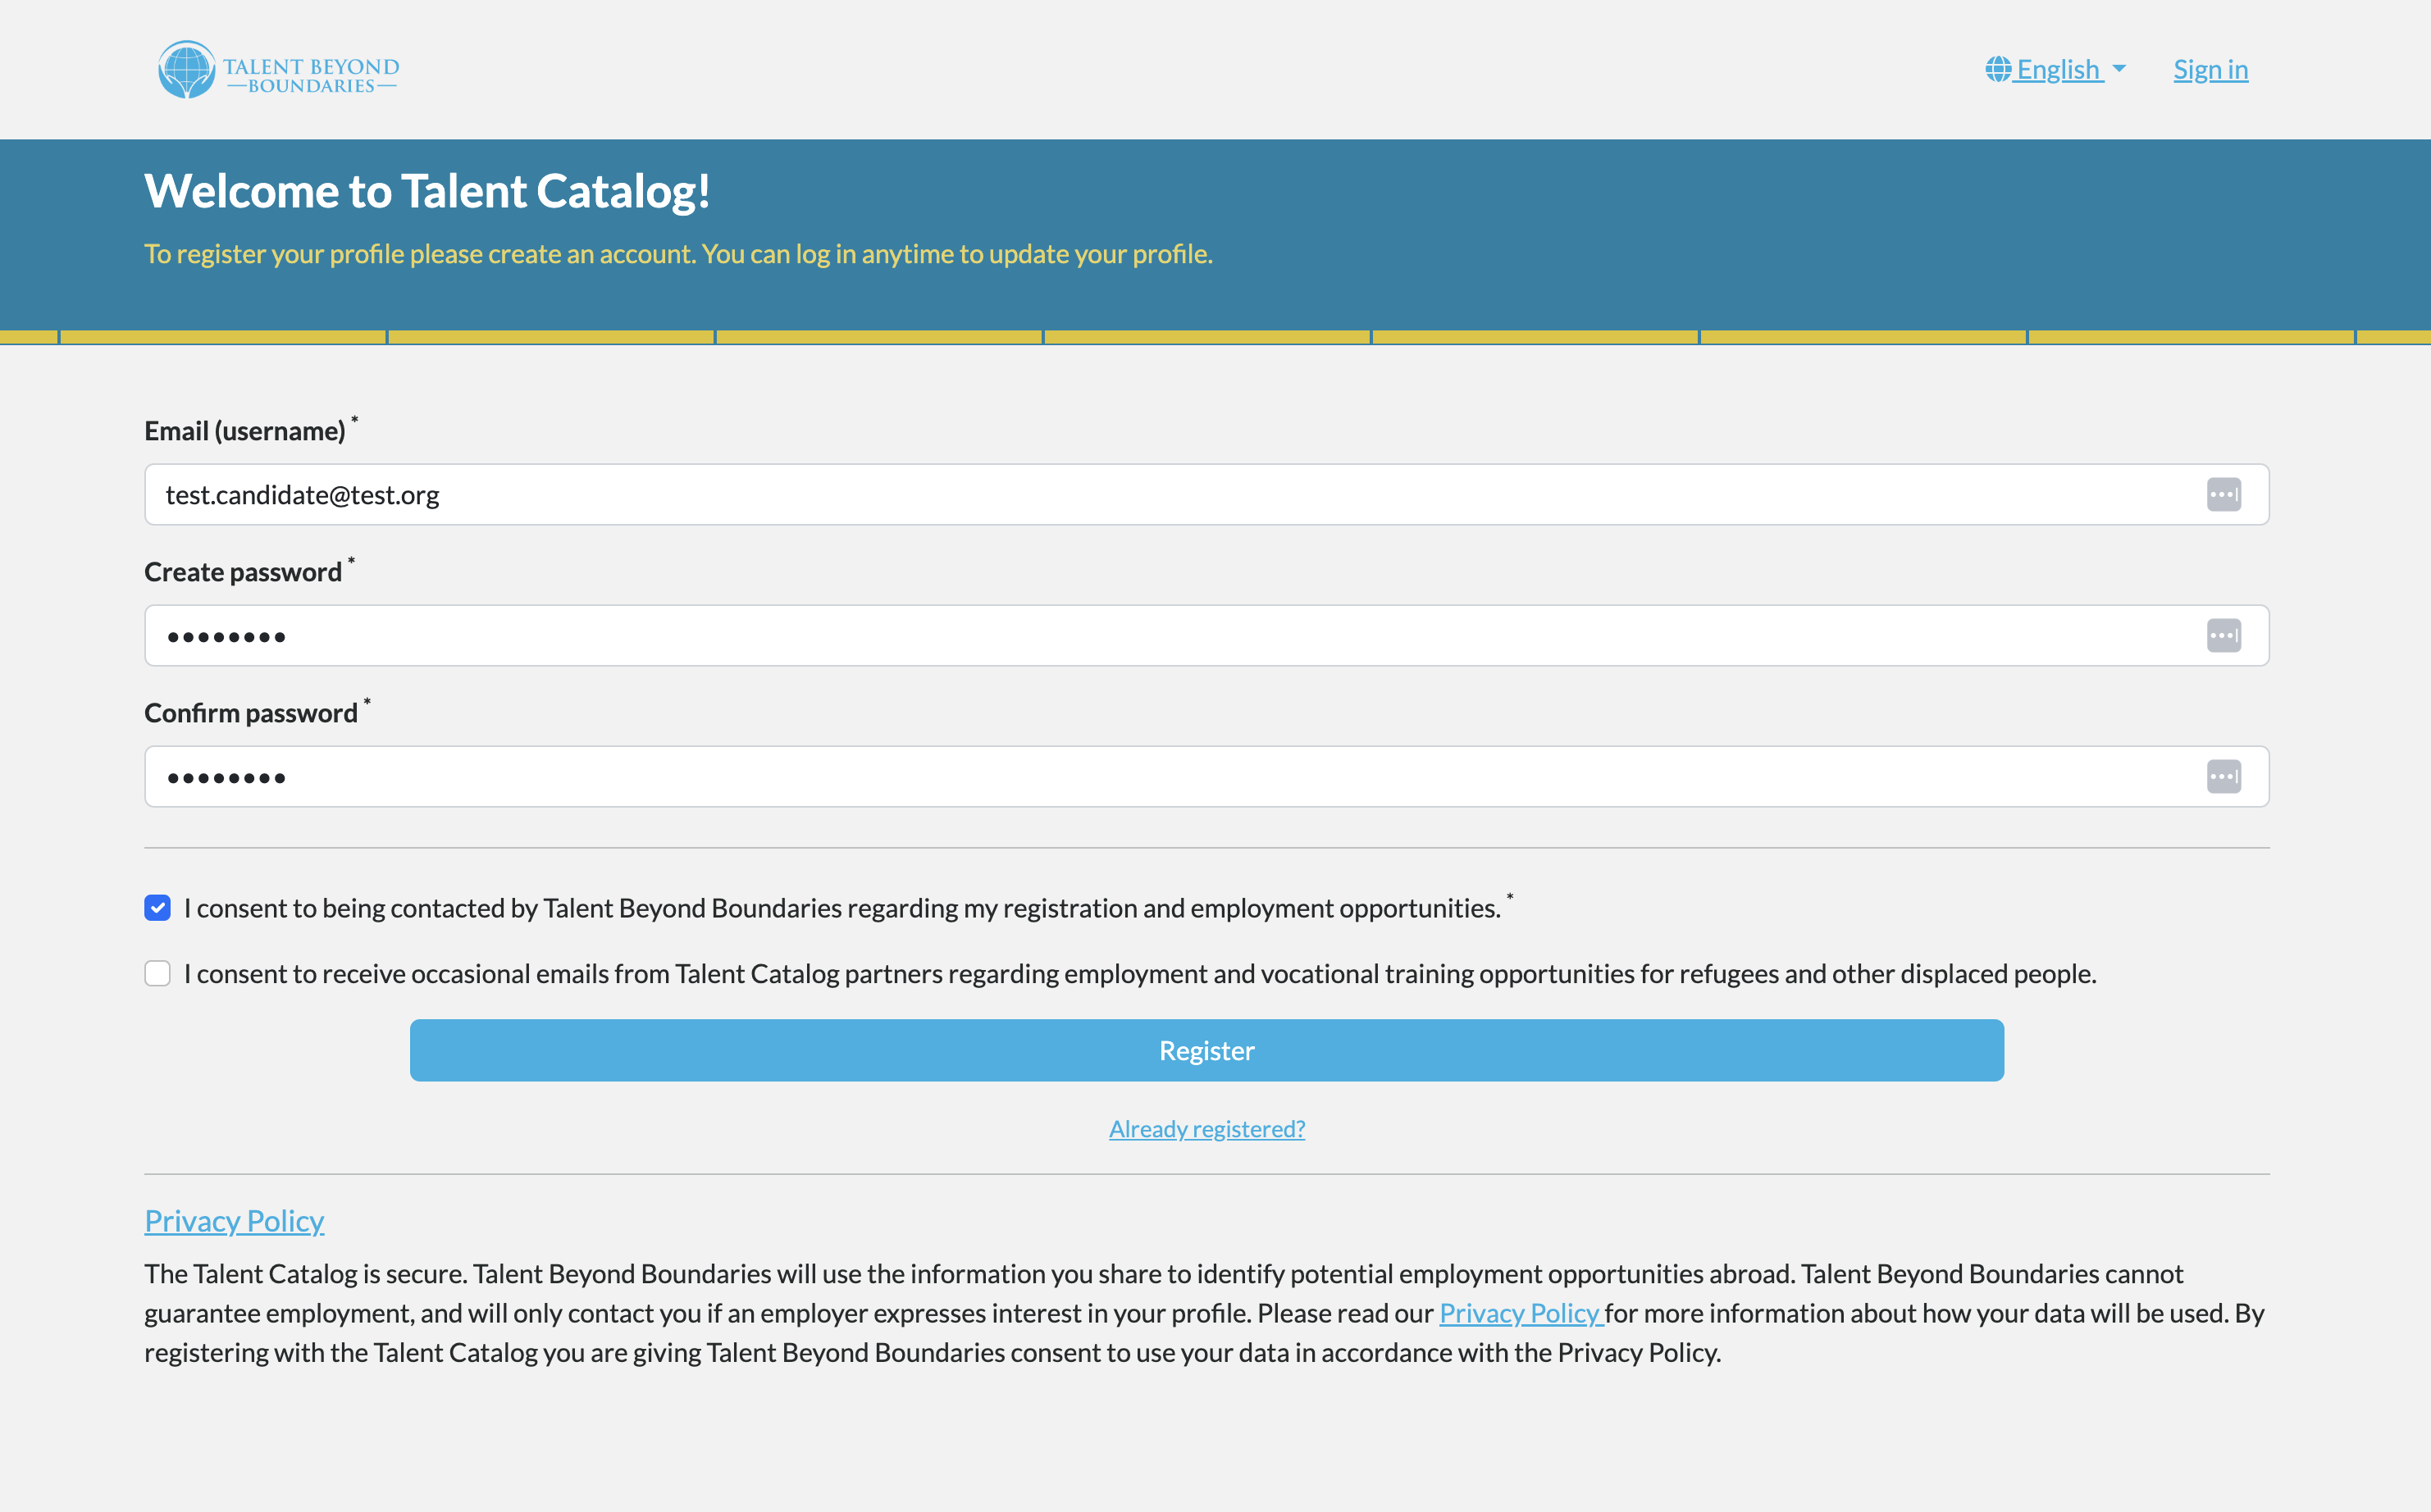 TALENT BEYOND
BOUNDARIES
English
Sign in
Welcome to Talent Catalog!
To register your profile please create an account. You can log in anytime to update your profile.
Email (username) *
test.candidate@test.org
Create password *
••••••••
Confirm password *
••••••••
I consent to being contacted by Talent Beyond Boundaries regarding my registration and employment opportunities. *
I consent to receive occasional emails from Talent Catalog partners regarding employment and vocational training opportunities for refugees and other displaced people.
Register
Already registered?
Privacy Policy
The Talent Catalog is secure. Talent Beyond Boundaries will use the information you share to identify potential employment opportunities abroad. Talent Beyond Boundaries cannot
guarantee employment, and will only contact you if an employer expresses interest in your profile. Please read our Privacy Policy for more information about how your data will be used. By
registering with the Talent Catalog you are giving Talent Beyond Boundaries consent to use your data in accordance with the Privacy Policy.